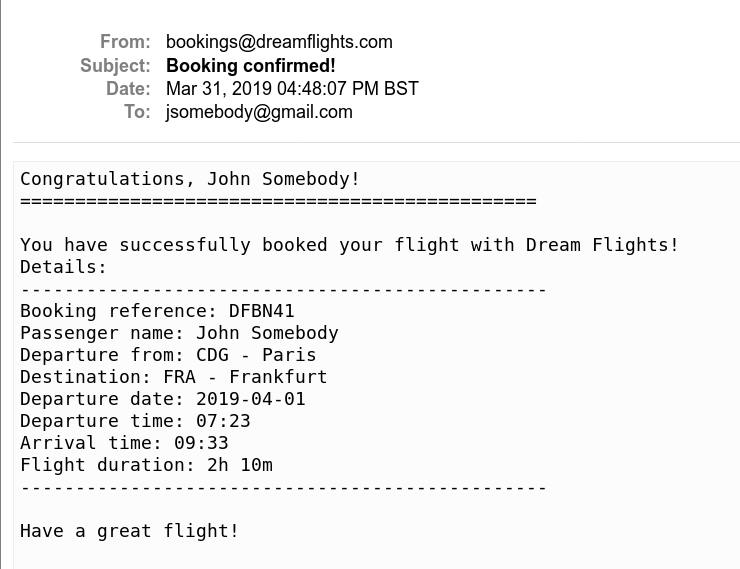 From: bookings@dreamflights.com
Subject: Booking confirmed!
Date: Mar 31, 2019 04:48:07 PM BST
To: jsomebody@gmail.com
Congratulations, John Somebody!
===============================================
You have successfully booked your flight with Dream Flights!
Details:
------------------------------------------------
Booking reference: DFBN41
Passenger name: John Somebody
Departure from: CDG - Paris
Destination: FRA - Frankfurt
Departure date: 2019-04-01
Departure time: 07:23
Arrival time: 09:33
Flight duration: 2h 10m
------------------------------------------------
Have a great flight!